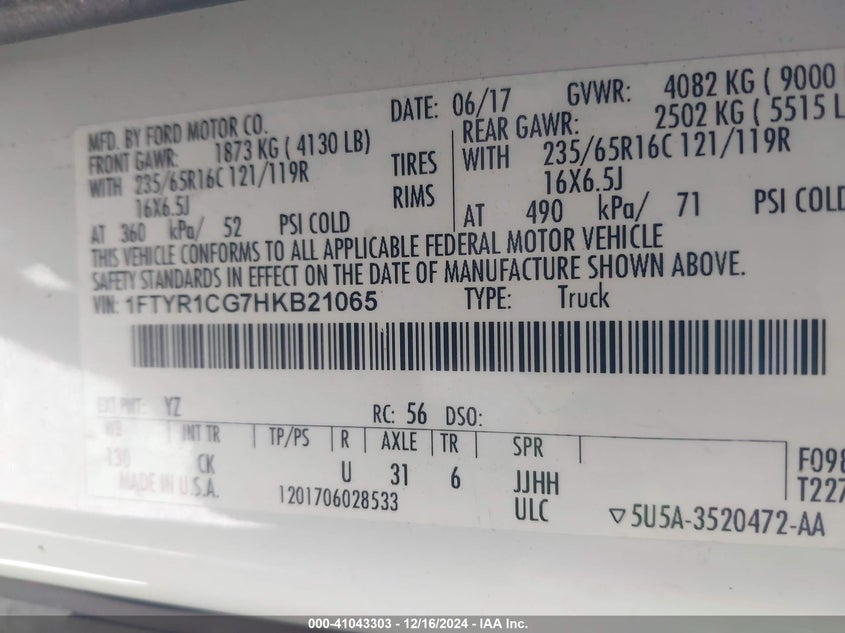 MFD. BY FORD MOTOR CO.
DATE: 06/17 GVWR: 4082 KG ( 9000
FRONT GAWR: 1873 KG ( 4130 LB) REAR GAWR: 2502 KG ( 5515 L
WITH 235/65R16C 121/119R TIRES WITH 235/65R16C 121/119R
16X6.5J RIMS 16X6.5J
AT 360 kPa/ 52 PSI COLD AT 490 kPa/ 71 PSI COLD
THIS VEHICLE CONFORMS TO ALL APPLICABLE FEDERAL MOTOR VEHICLE
SAFETY STANDARDS IN EFFECT ON THE DATE OF MANUFACTURE SHOWN ABOVE.
VIN: 1FTYR1CG7HKB21065 TYPE: Truck
EXT PNT: YZ RC: 56 DSO:
WB INT TR TP/PS R AXLE TR SPR
130 CK U 31 6 JJHH F098
MADE IN U.S.A. 1201706028533 ULC T227
▽5U5A-3520472-AA
000-41043303 - 12/16/2024 - IAA Inc.